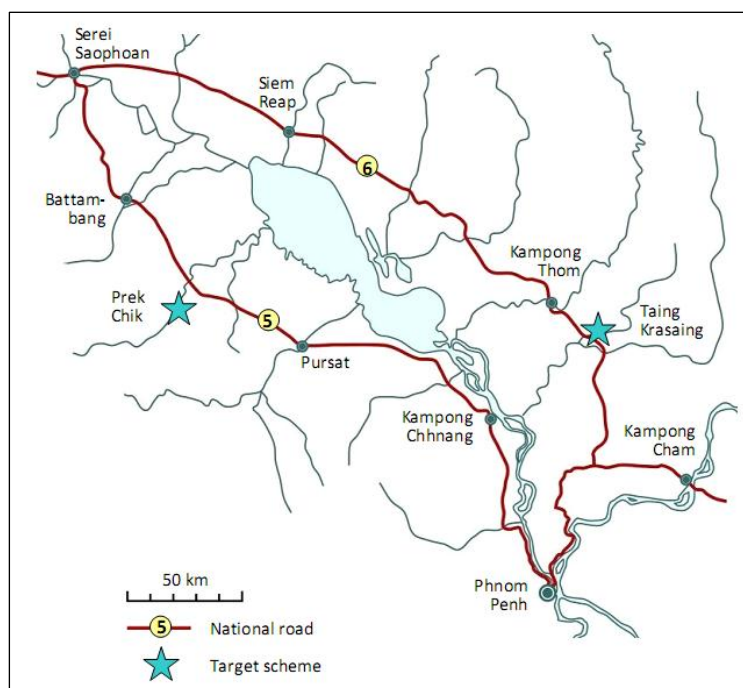 Serei
Saophoan
Siem
Reap
6
Battam-
bang
Kampong
Thom
Prek
Chik
Taing
Krasaing
5
Pursat
Kampong
Chhnang
Kampong
Cham
50 km
Phnom
Penh
5 National road
Target scheme